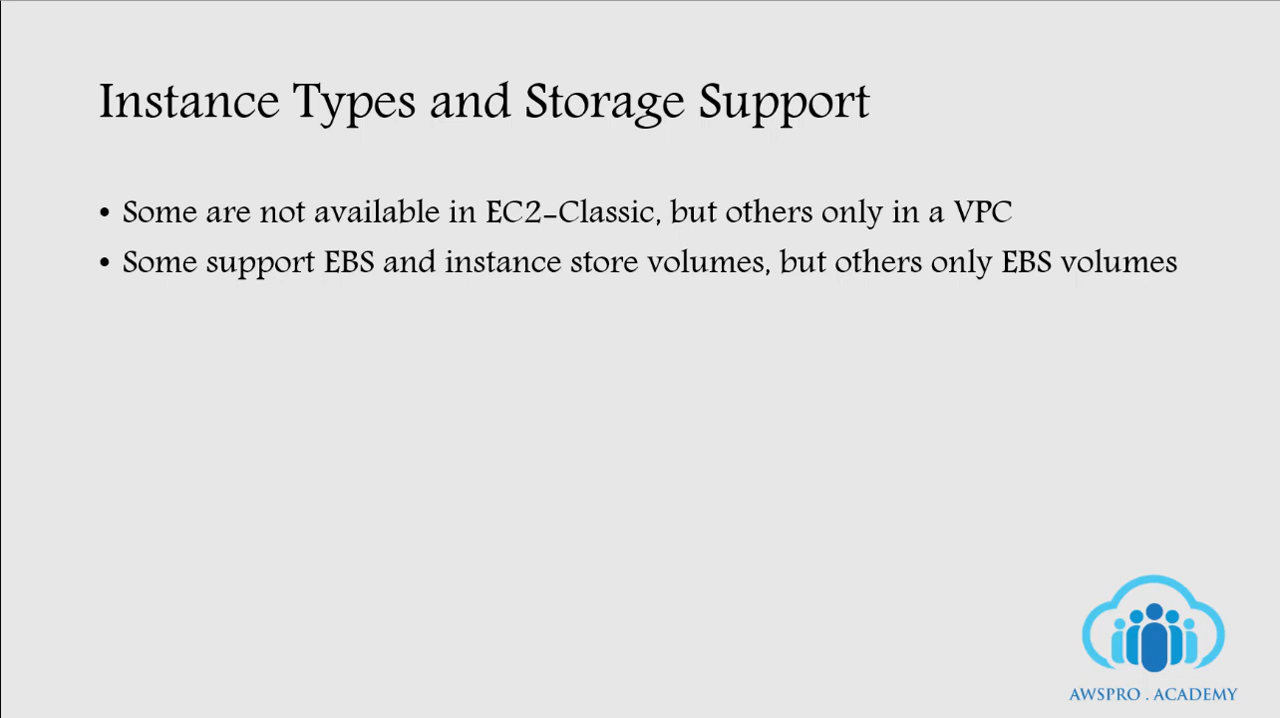 Instance Types and Storage Support
• Some are not available in EC2-Classic, but others only in a VPC
• Some support EBS and instance store volumes, but others only EBS volumes
AWSPRO . ACADEMY